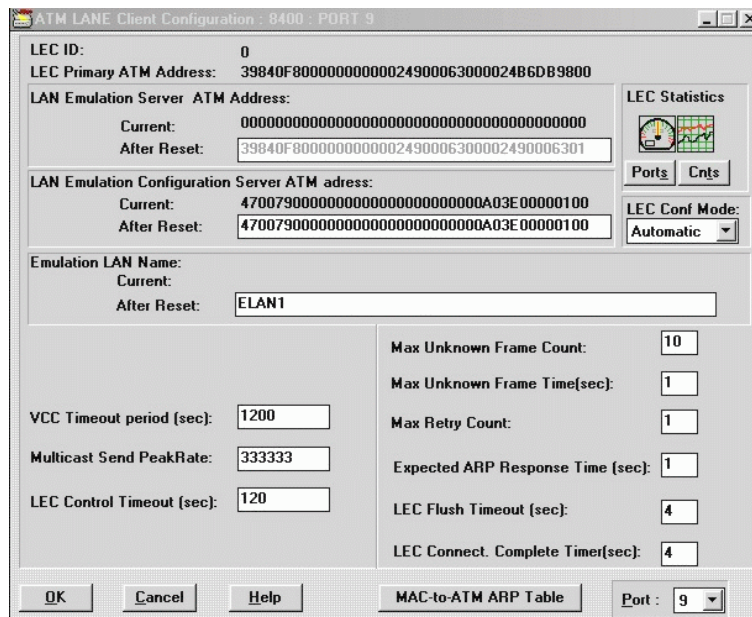 ATM LANE Client Configuration : 8400 : PORT 9
LEC ID: 0
LEC Primary ATM Address: 39840F80000000000024900063000024B6DB9800
LAN Emulation Server ATM Address:
Current: 0000000000000000000000000000000000000000
After Reset: 39840F8000000000002490006300002490006301
LAN Emulation Configuration Server ATM adress:
Current: 4700790000000000000000000000A03E00000100
After Reset: 4700790000000000000000000000A03E00000100
LEC Statistics
Ports Cnts
LEC Conf Mode:
Automatic
Emulation LAN Name:
Current:
After Reset: ELAN1
VCC Timeout period (sec): 1200
Multicast Send PeakRate: 333333
LEC Control Timeout (sec): 120
Max Unknown Frame Count: 10
Max Unknown Frame Time(sec): 1
Max Retry Count: 1
Expected ARP Response Time (sec): 1
LEC Flush Timeout (sec): 4
LEC Connect. Complete Timer(sec): 4
OK Cancel Help MAC-to-ATM ARP Table Port : 9